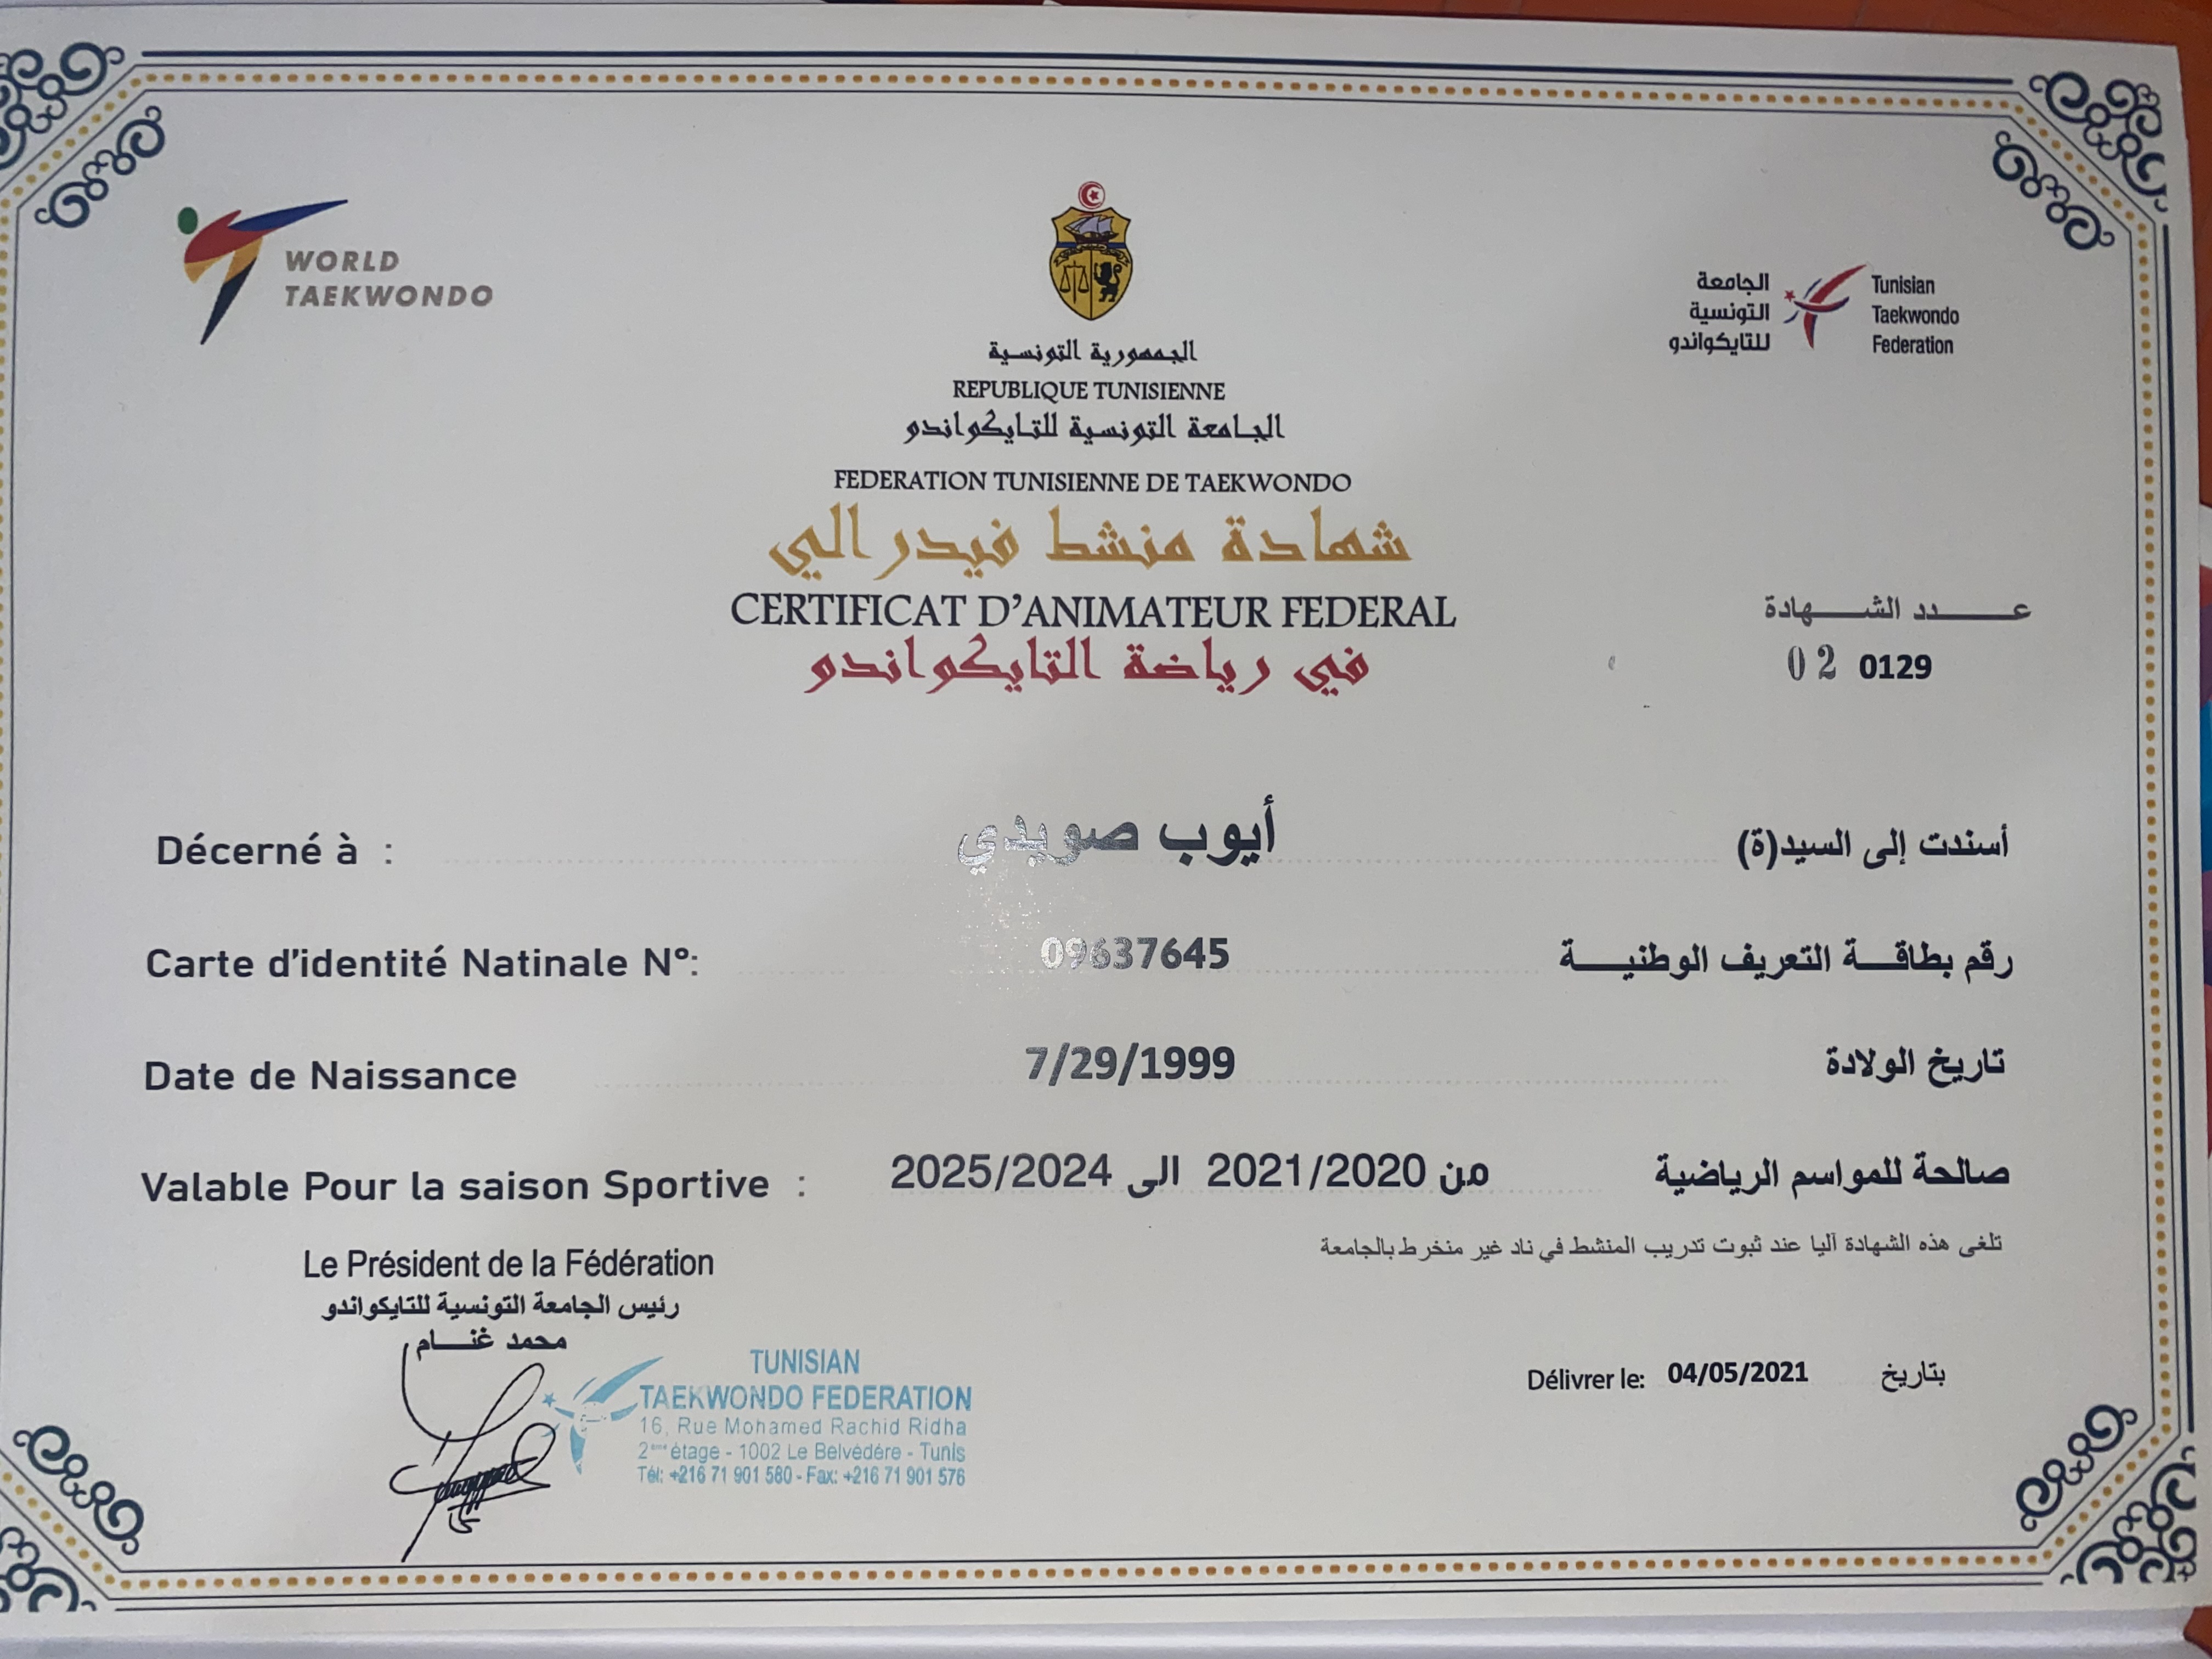 WORLD
TAEKWONDO
الجامعة
التونسية
للتايكواندو
Tunisian
Taekwondo
Federation
الجمهورية التونسية
REPUBLIQUE TUNISIENNE
الجامعة التونسية للتايكواندو
FEDERATION TUNISIENNE DE TAEKWONDO
شهادة منشط فيدرالي
CERTIFICAT D'ANIMATEUR FEDERAL
في رياضة التايكواندو
عدد الشهادة
02 0129
Décerné à : أيوب صويدي أسندت إلى السيد(ة)
Carte d'identité Natinale N°: 09637645 رقم بطاقة التعريف الوطنية
Date de Naissance 7/29/1999 تاريخ الولادة
Valable Pour la saison Sportive : من 2021/2020 الى 2025/2024 صالحة للمواسم الرياضية
تلغى هذه الشهادة آليا عند ثبوت تدريب المنشط في ناد غير منخرط بالجامعة
Le Président de la Fédération
رئيس الجامعة التونسية للتايكواندو
محمد غنام
TUNISIAN
TAEKWONDO FEDERATION
16, Rue Mohamed Rachid Ridha
2ème étage - 1002 Le Belvédére - Tunis
Tél: +216 71 901 580 - Fax: +216 71 901 576
Délivrer le: 04/05/2021 بتاريخ